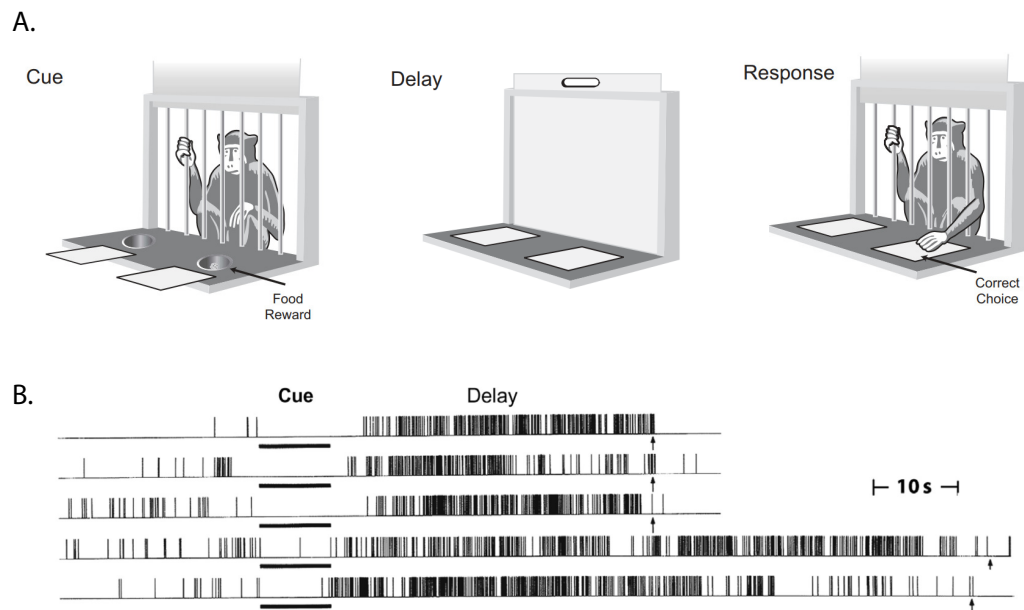 A.
Cue
Delay
Response
Food
Reward
Correct
Choice
B.
Cue
Delay
10 s